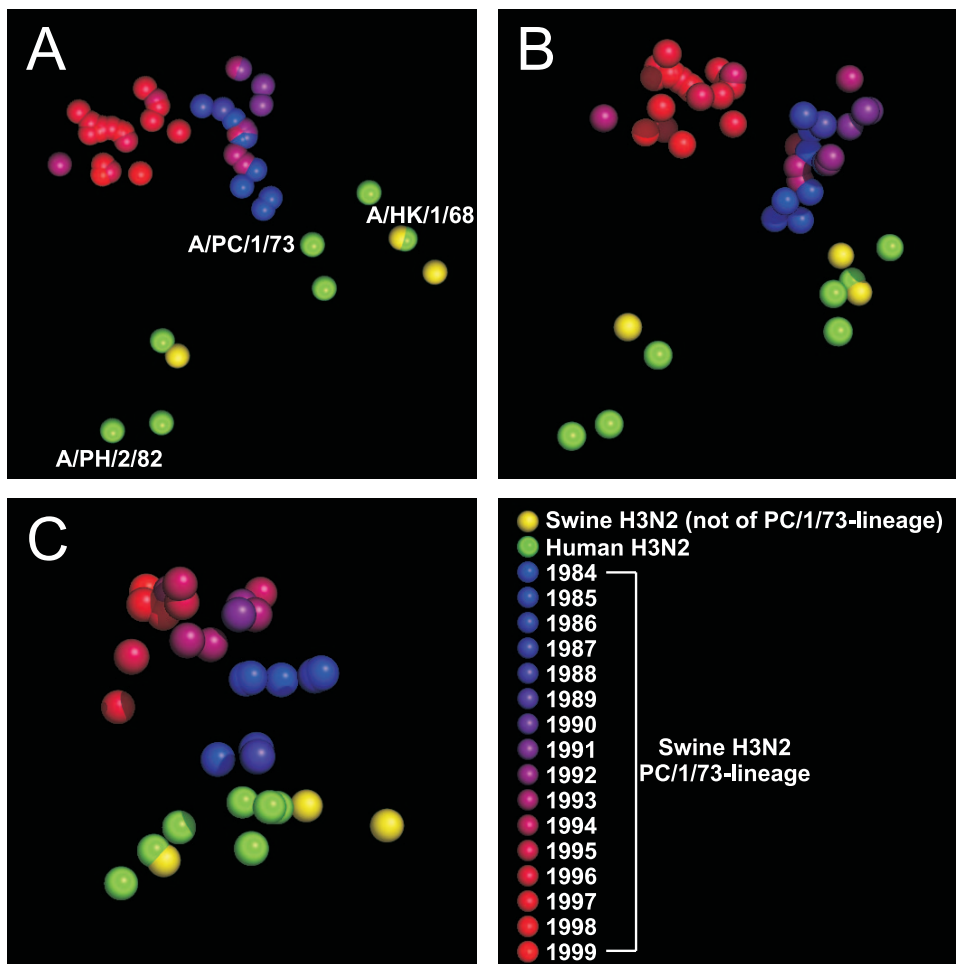 A
B
A/HK/1/68
A/PC/1/73
A/PH/2/82
C
Swine H3N2 (not of PC/1/73-lineage)
Human H3N2
1984
1985
1986
1987
1988
1989
1990
1991
1992
1993
1994
1995
1996
1997
1998
1999
Swine H3N2
PC/1/73-lineage